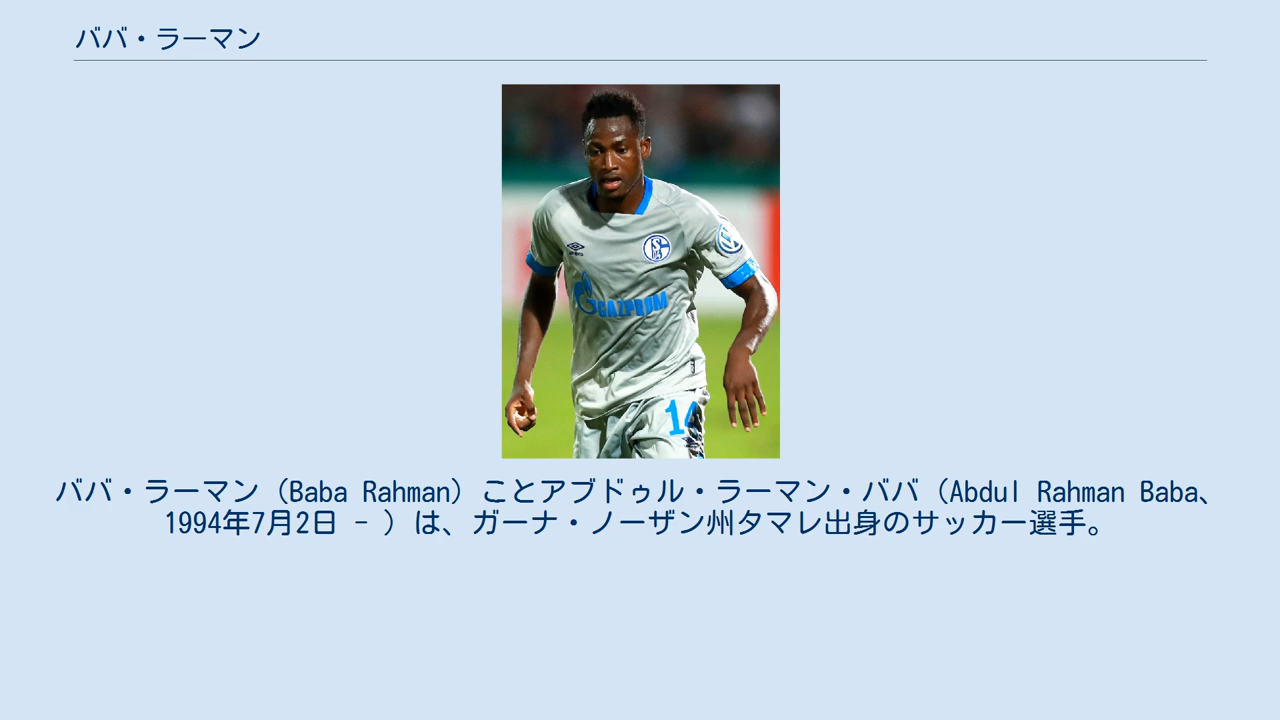 ババ・ラーマン
GAZPROM
14
ババ・ラーマン（Baba Rahman）ことアブドゥル・ラーマン・ババ（Abdul Rahman Baba、
1994年7月2日 - ）は、ガーナ・ノーザン州タマレ出身のサッカー選手。